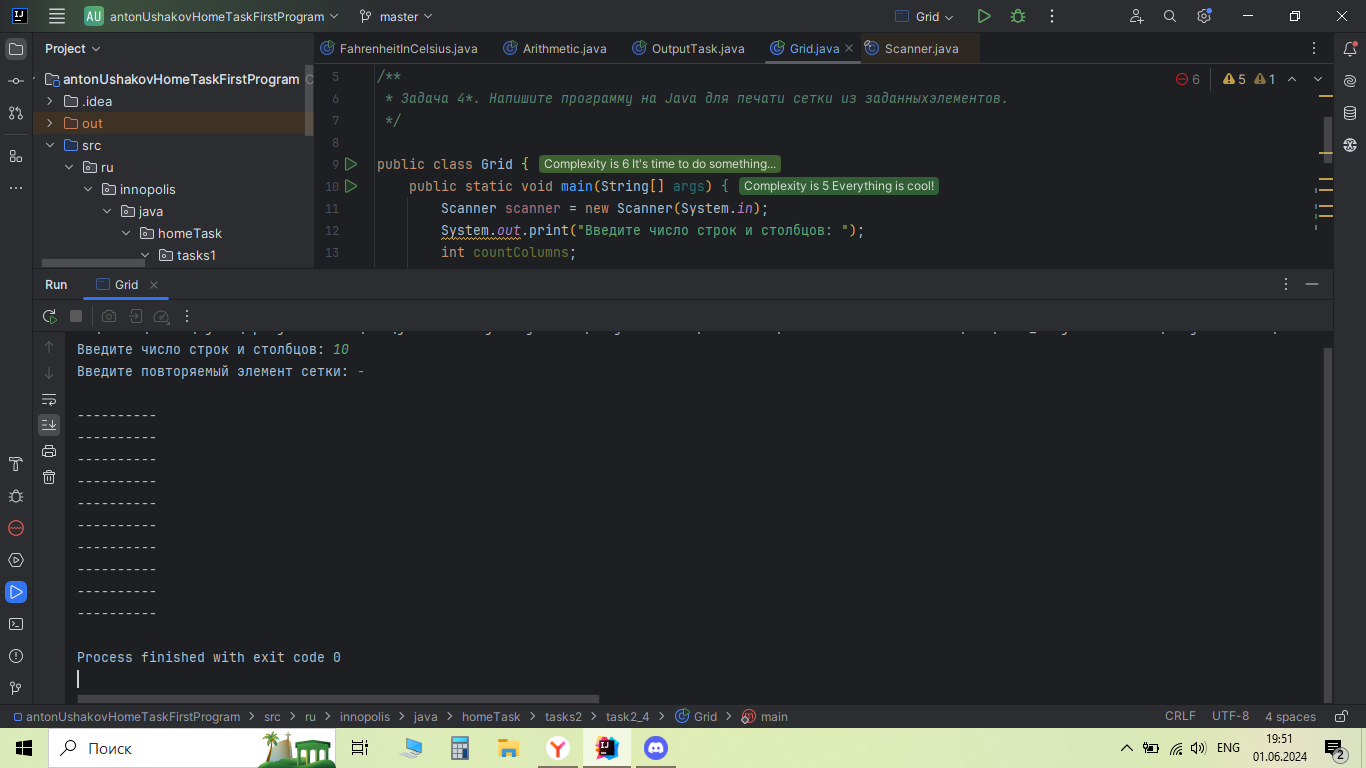 AU antonUshakovHomeTaskFirstProgram master Grid
Project
FahrenheitInCelsius.java Arithmetic.java OutputTask.java Grid.java Scanner.java
antonUshakovHomeTaskFirstProgram
.idea
out
src
ru
innopolis
java
homeTask
tasks1
5 /**
6 * Задача 4*. Напишите программу на Java для печати сетки из заданныхэлементов.
7 */
8
9 public class Grid { Complexity is 6 It's time to do something...
10 public static void main(String[] args) { Complexity is 5 Everything is cool!
11 Scanner scanner = new Scanner(System.in);
12 System.out.print("Введите число строк и столбцов: ");
13 int countColumns;
6 5 1
Run Grid
Введите число строк и столбцов: 10
Введите повторяемый элемент сетки: -
----------
----------
----------
----------
----------
----------
----------
----------
----------
----------
Process finished with exit code 0
antonUshakovHomeTaskFirstProgram > src > ru > innopolis > java > homeTask > tasks2 > task2_4 > Grid > main CRLF UTF-8 4 spaces
Поиск
ENG
19:51
01.06.2024
2